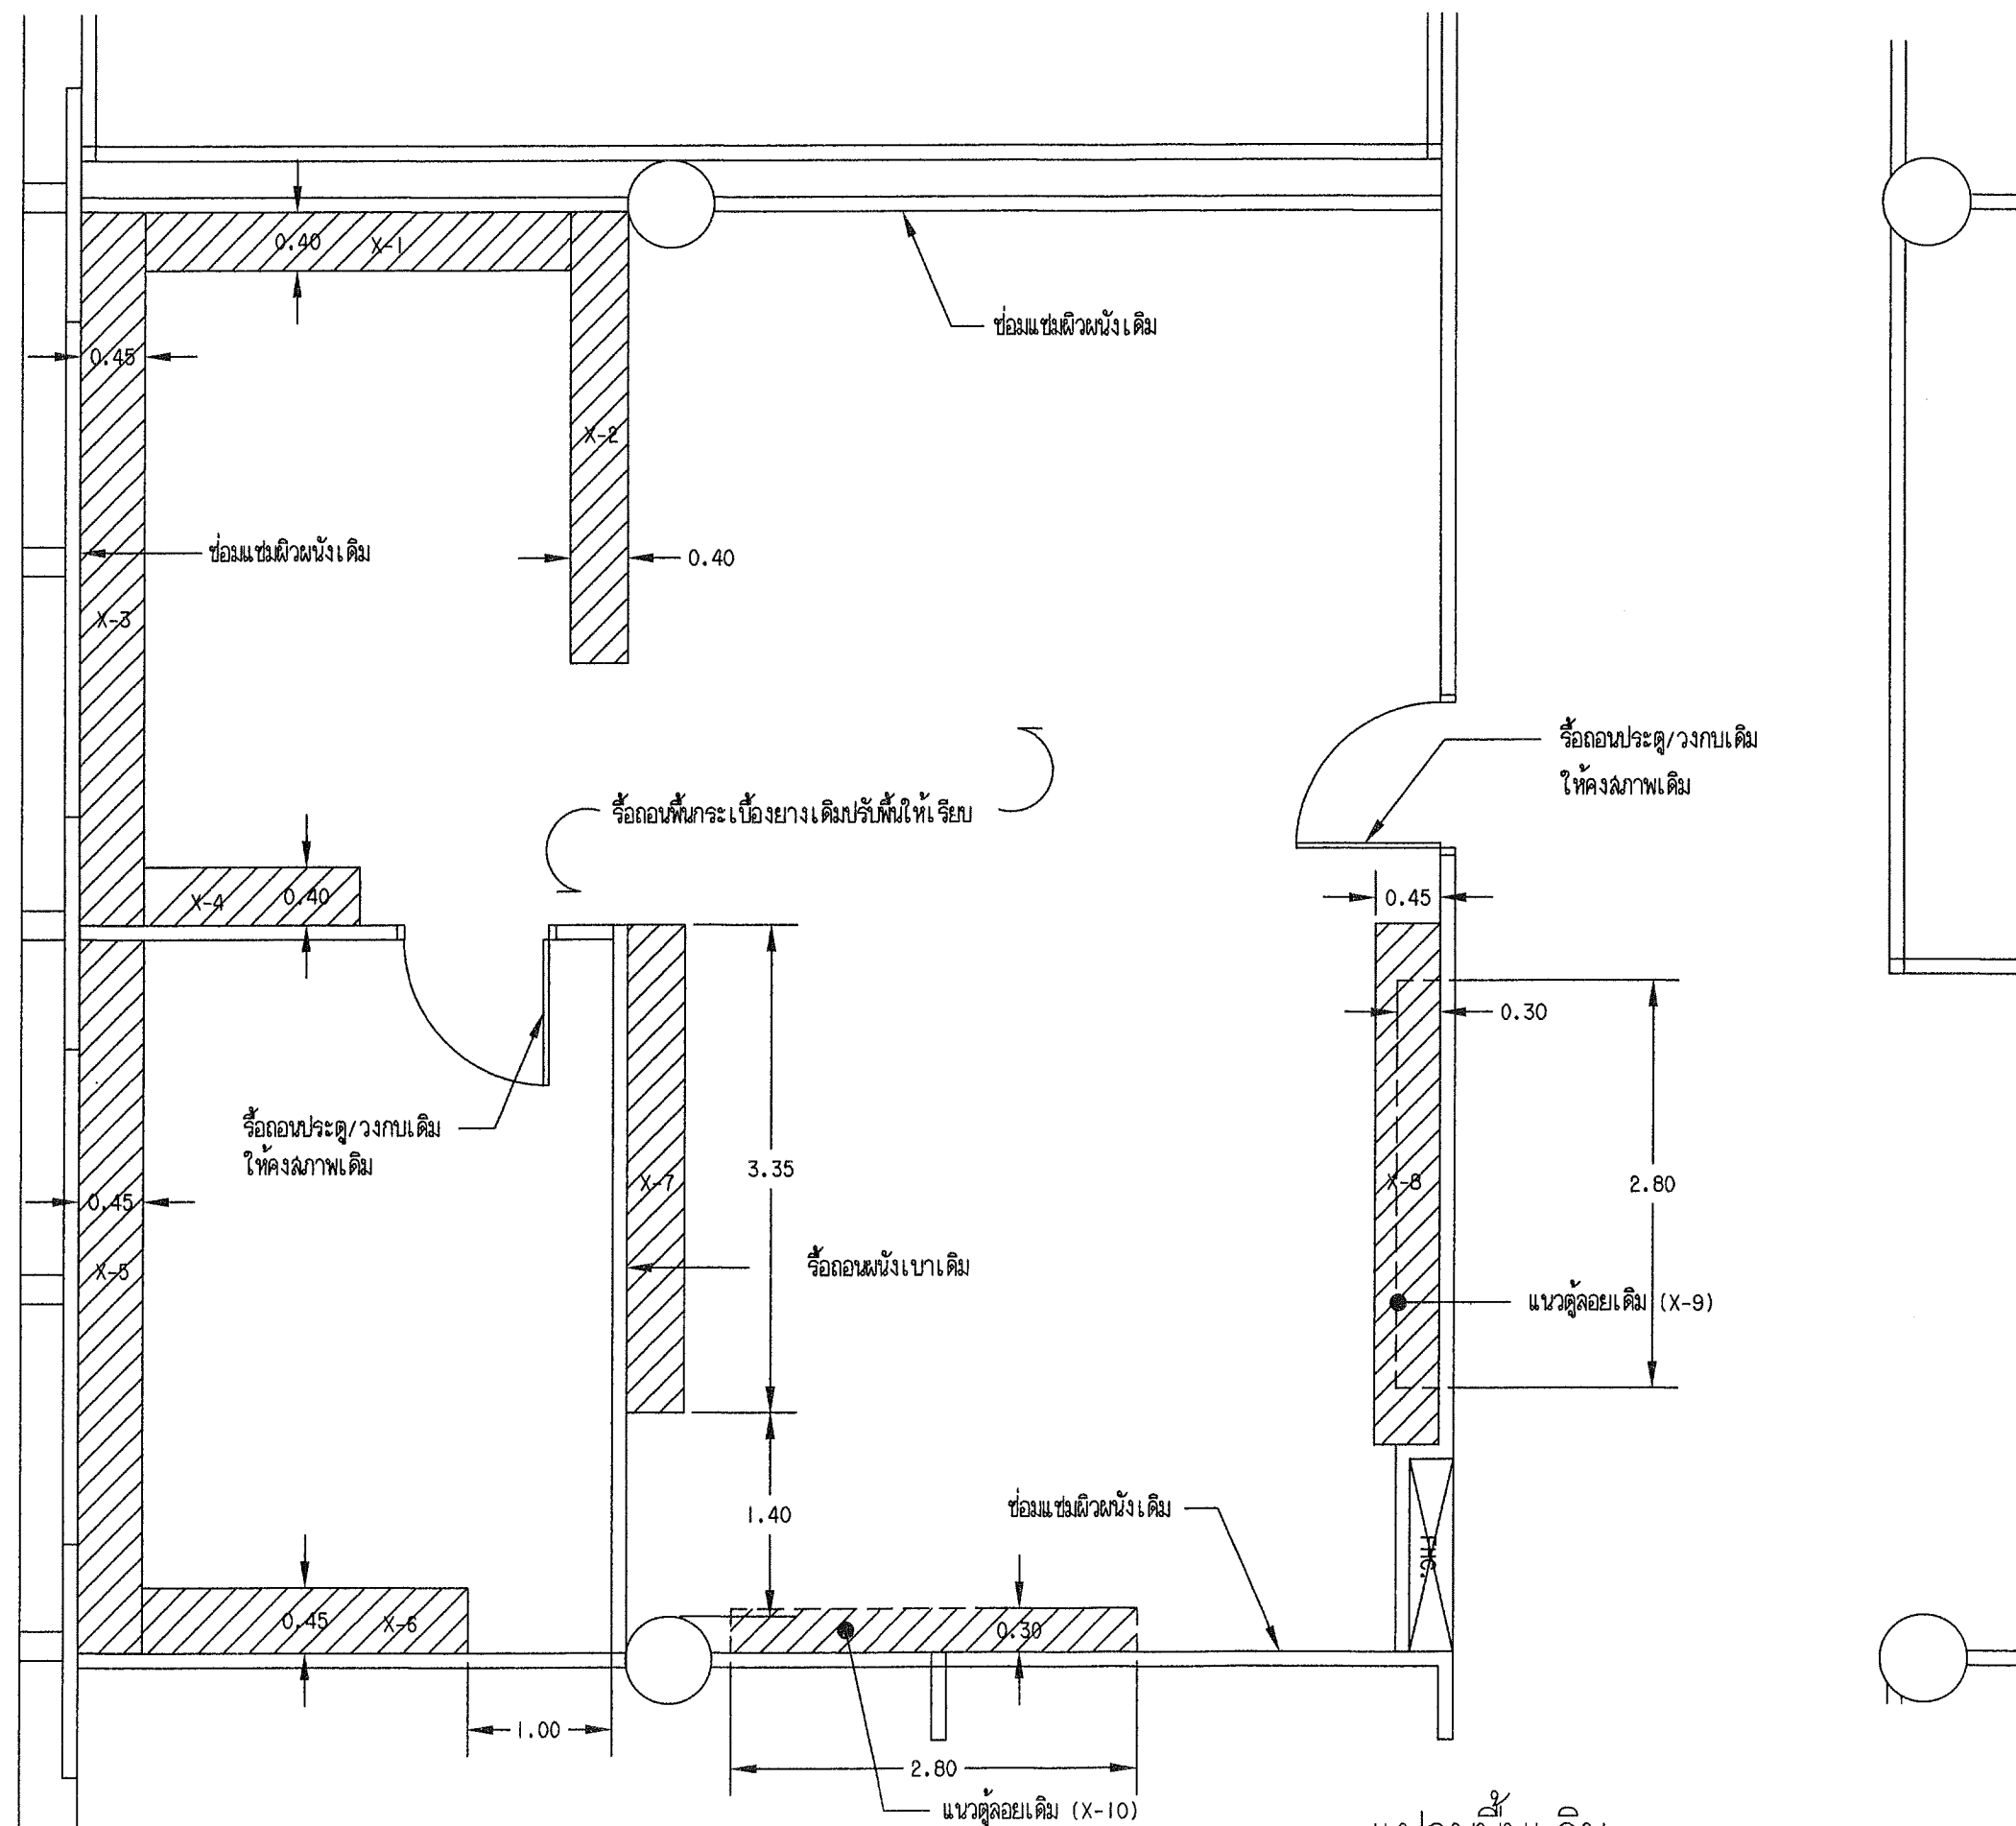 0.40
X-1
ซ่อมแซมผิวผนังเดิม
0.45
X-2
ซ่อมแซมผิวผนังเดิม
0.40
X-3
รื้อถอนประตู/วงกบเดิม
ให้คงสภาพเดิม
รื้อถอนพื้นกระเบื้องยางเดิมปรับพื้นให้เรียบ
X-4
0.40
0.45
0.30
รื้อถอนประตู/วงกบเดิม
ให้คงสภาพเดิม
3.35
X-7
X-8
2.80
0.45
X-5
รื้อถอนผนังเบาเดิม
แนวตู้ลอยเดิม (X-9)
1.40
ซ่อมแซมผิวผนังเดิม
FHC.
0.45
X-6
0.30
1.00
2.80
แนวตู้ลอยเดิม (X-10)